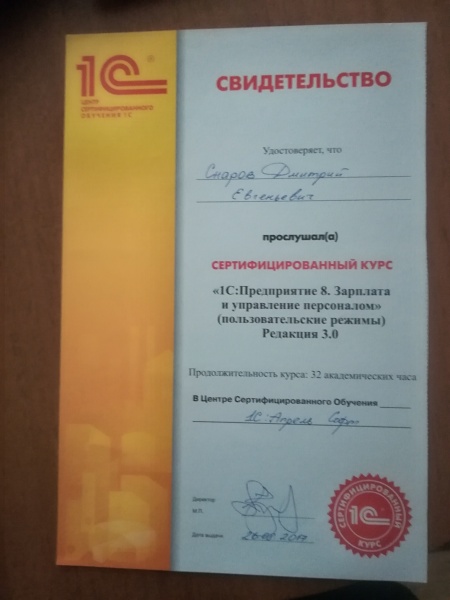 1С
®
ЦЕНТР
СЕРТИФИЦИРОВАННОГО
ОБУЧЕНИЯ 1С
СВИДЕТЕЛЬСТВО
Удостоверяет, что
Снаров Дмитрий
Евгеньевич
прослушал(а)
СЕРТИФИЦИРОВАННЫЙ КУРС
«1С:Предприятие 8. Зарплата
и управление персоналом»
(пользовательские режимы)
Редакция 3.0
Продолжительность курса: 32 академических часа
В Центре Сертифицированного Обучения
1С Апрель Софт
Директор
М.П.
Дата выдачи
СЕРТИФИЦИРОВАННЫЙ
1С
КУРС